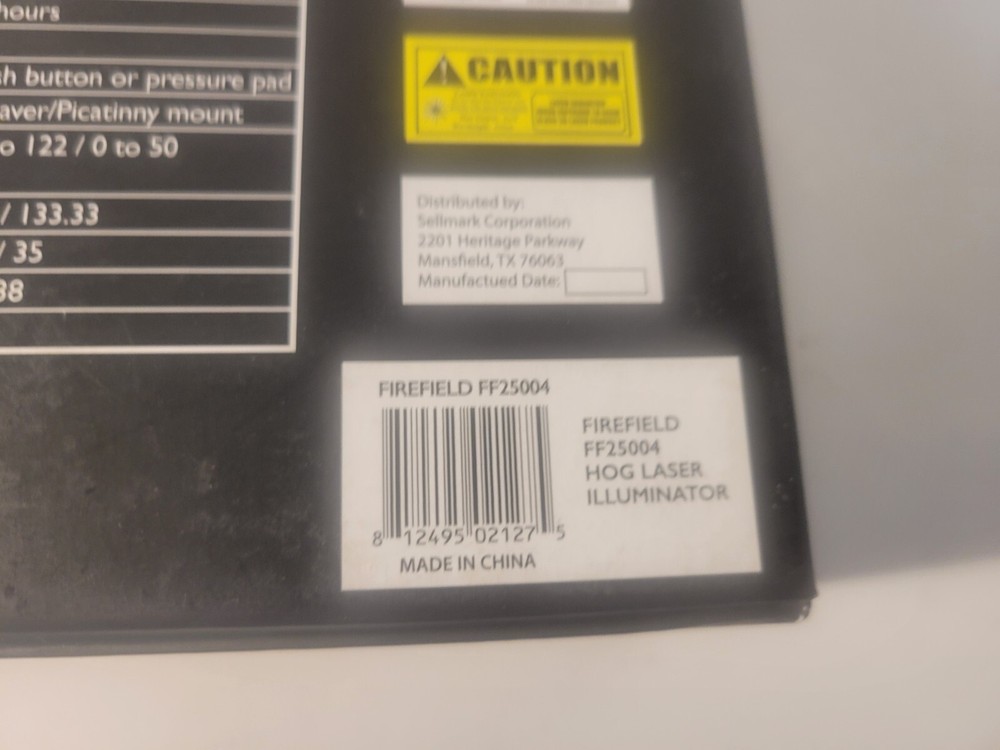 hours
h button or pressure pad
aver/Picatinny mount
o 122 / 0 to 50
/ 133.33
/ 35
38
CAUTION
Distributed by:
Sellmark Corporation
2201 Heritage Parkway
Mansfield, TX 76063
Manufactued Date:
FIREFIELD FF25004
8 12495 02127 5
MADE IN CHINA
FIREFIELD
FF25004
HOG LASER
ILLUMINATOR